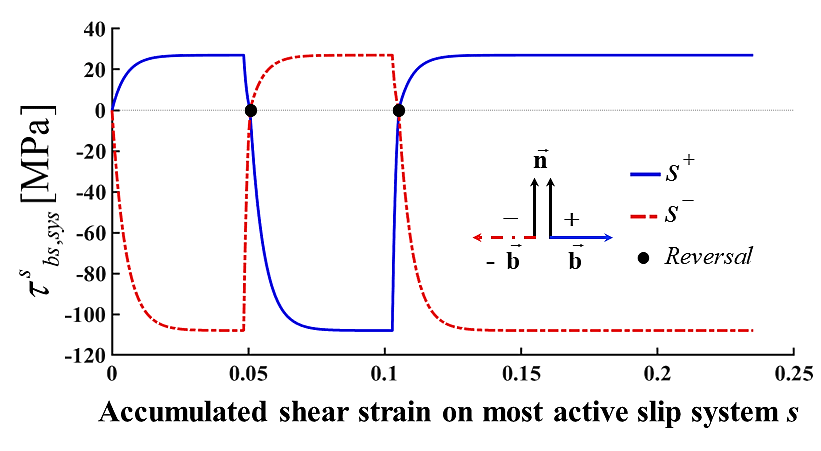 40
20
0
-20
-40
-60
-80
-100
-120
τ^s_bs,sys [MPa]
n⃗
− +
- b⃗ b⃗
s⁺
s⁻
Reversal
0 0.05 0.1 0.15 0.2 0.25
Accumulated shear strain on most active slip system s